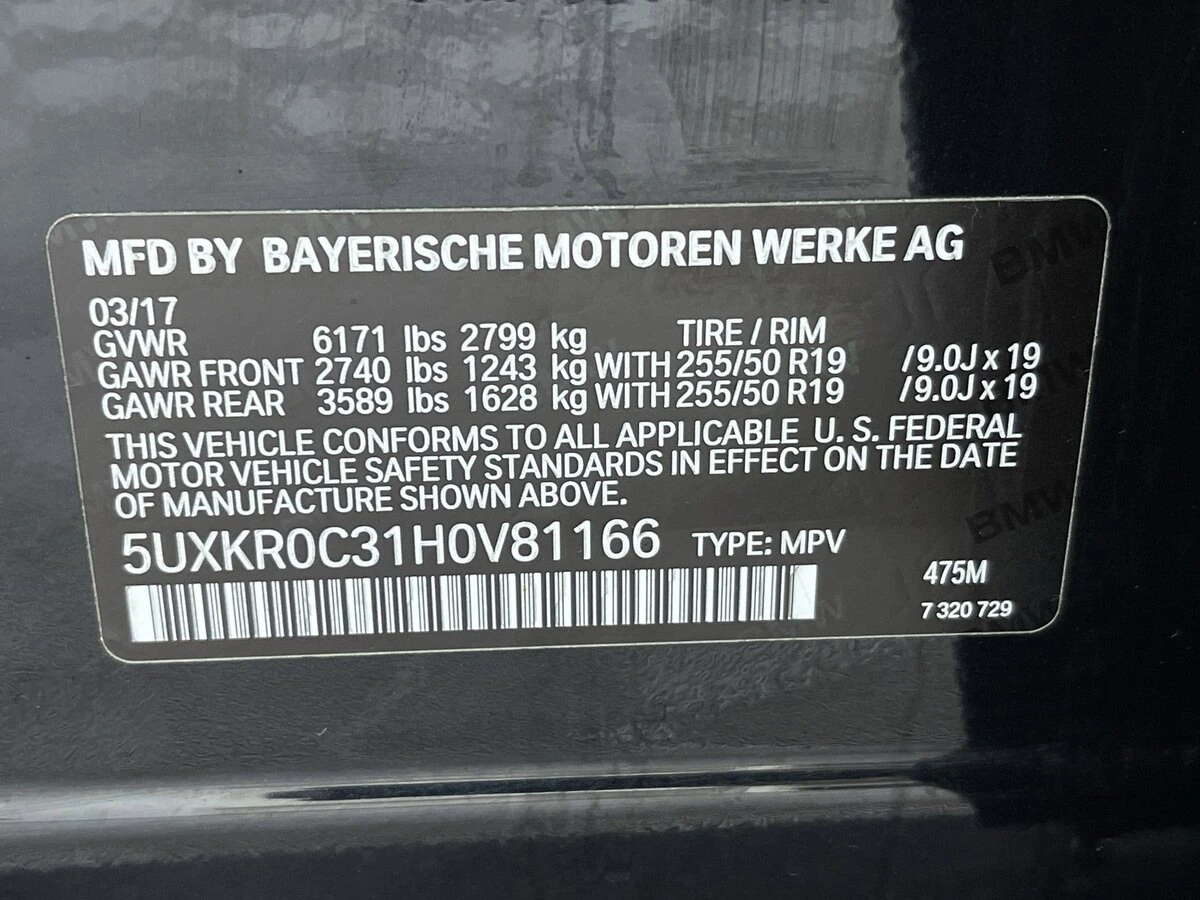 MFD BY BAYERISCHE MOTOREN WERKE AG
03/17
GVWR 6171 lbs 2799 kg TIRE / RIM
GAWR FRONT 2740 lbs 1243 kg WITH 255/50 R19 /9.0J x 19
GAWR REAR 3589 lbs 1628 kg WITH 255/50 R19 /9.0J x 19
THIS VEHICLE CONFORMS TO ALL APPLICABLE U. S. FEDERAL
MOTOR VEHICLE SAFETY STANDARDS IN EFFECT ON THE DATE
OF MANUFACTURE SHOWN ABOVE.
5UXKR0C31H0V81166 TYPE: MPV
475M
7 320 729
BMW
BMW